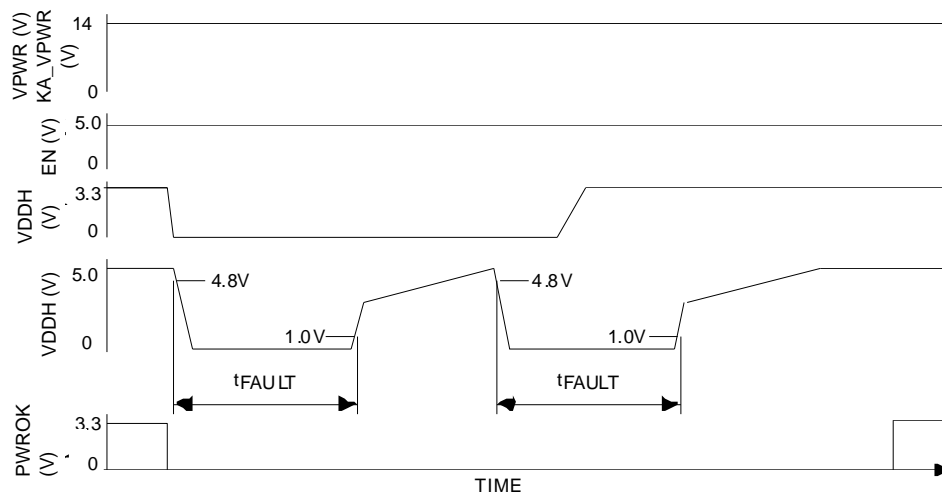 VPWR (V)
KA_VPWR
(V)
14
0
EN (V)
5.0
0
VDDH
(V)
3.3
0
VDDH (V)
5.0
0
4.8V
1.0V
4.8V
1.0V
tFAULT
tFAULT
PWROK
(V)
3.3
0
TIME